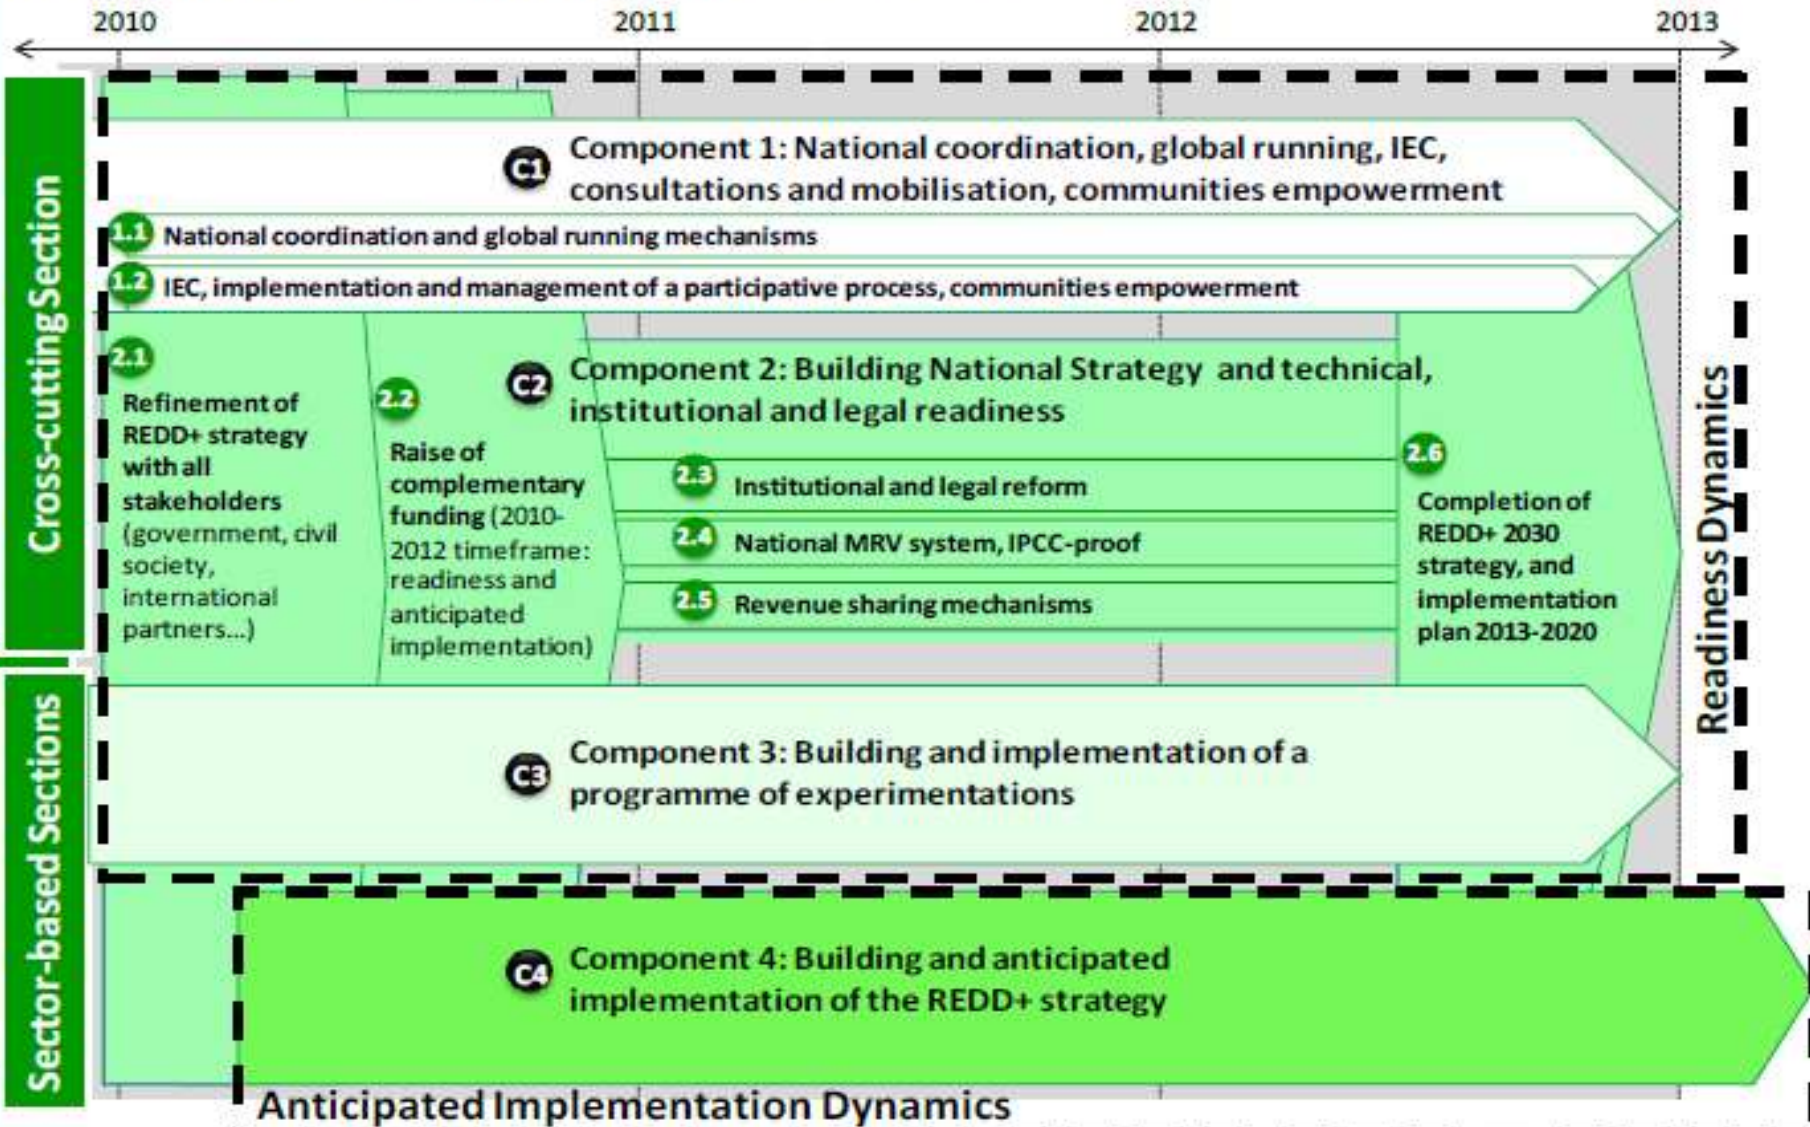 2010 2011 2012 2013
Cross-cutting Section
C1
Component 1: National coordination, global running, IEC,
consultations and mobilisation, communities empowerment
1.1 National coordination and global running mechanisms
1.2 IEC, implementation and management of a participative process, communities empowerment
2.1
Refinement of
REDD+ strategy
with all
stakeholders
(government, civil
society,
international
partners...)
2.2
Raise of
complementary
funding (2010-
2012 timeframe:
readiness and
anticipated
implementation)
C2
Component 2: Building National Strategy and technical,
institutional and legal readiness
2.3 Institutional and legal reform
2.4 National MRV system, IPCC-proof
2.5 Revenue sharing mechanisms
2.6
Completion of
REDD+ 2030
strategy, and
implementation
plan 2013-2020
Readiness Dynamics
Sector-based Sections
C3
Component 3: Building and implementation of a
programme of experimentations
C4
Component 4: Building and anticipated
implementation of the REDD+ strategy
Anticipated Implementation Dynamics